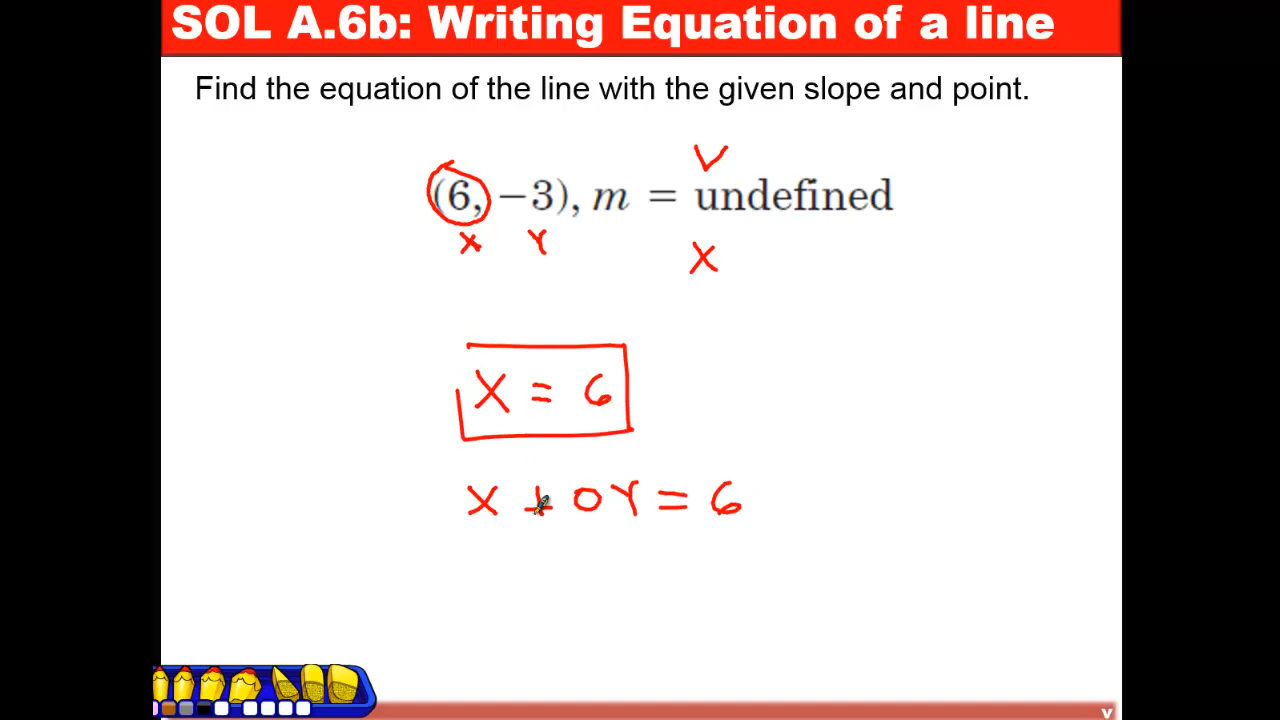 SOL A.6b: Writing Equation of a line
Find the equation of the line with the given slope and point.
V
(6, −3), m = undefined
X Y X
X = 6
X + 0Y = 6
v